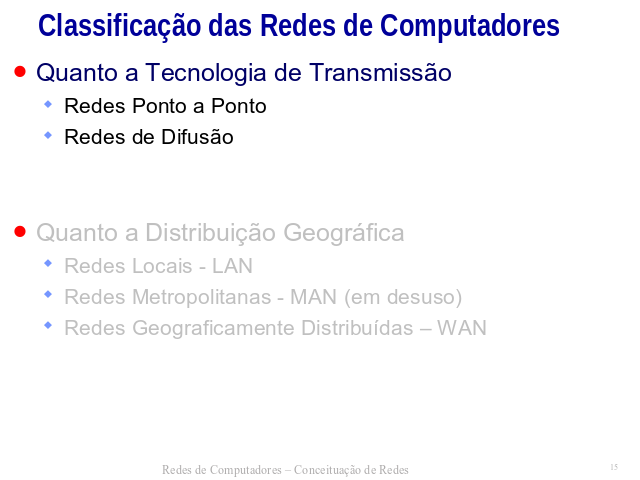 Classificação das Redes de Computadores
Quanto a Tecnologia de Transmissão
Redes Ponto a Ponto
Redes de Difusão
Quanto a Distribuição Geográfica
Redes Locais - LAN
Redes Metropolitanas - MAN (em desuso)
Redes Geograficamente Distribuídas – WAN
Redes de Computadores – Conceituação de Redes
15